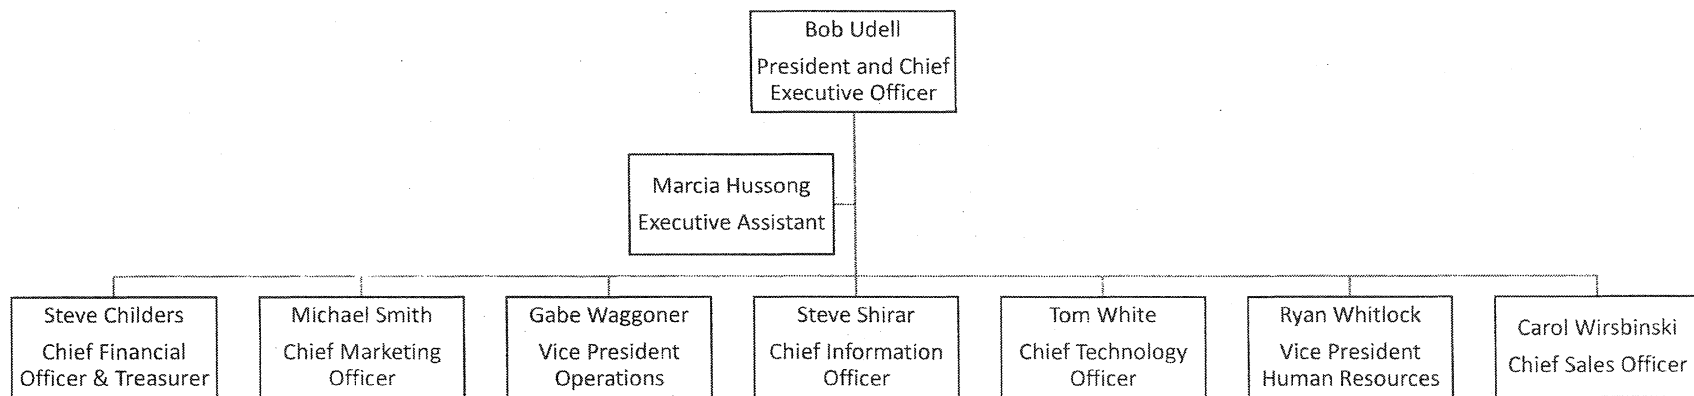 Bob Udell
President and Chief
Executive Officer
Marcia Hussong
Executive Assistant
Steve Childers
Chief Financial
Officer & Treasurer
Michael Smith
Chief Marketing
Officer
Gabe Waggoner
Vice President
Operations
Steve Shirar
Chief Information
Officer
Tom White
Chief Technology
Officer
Ryan Whitlock
Vice President
Human Resources
Carol Wirsbinski
Chief Sales Officer